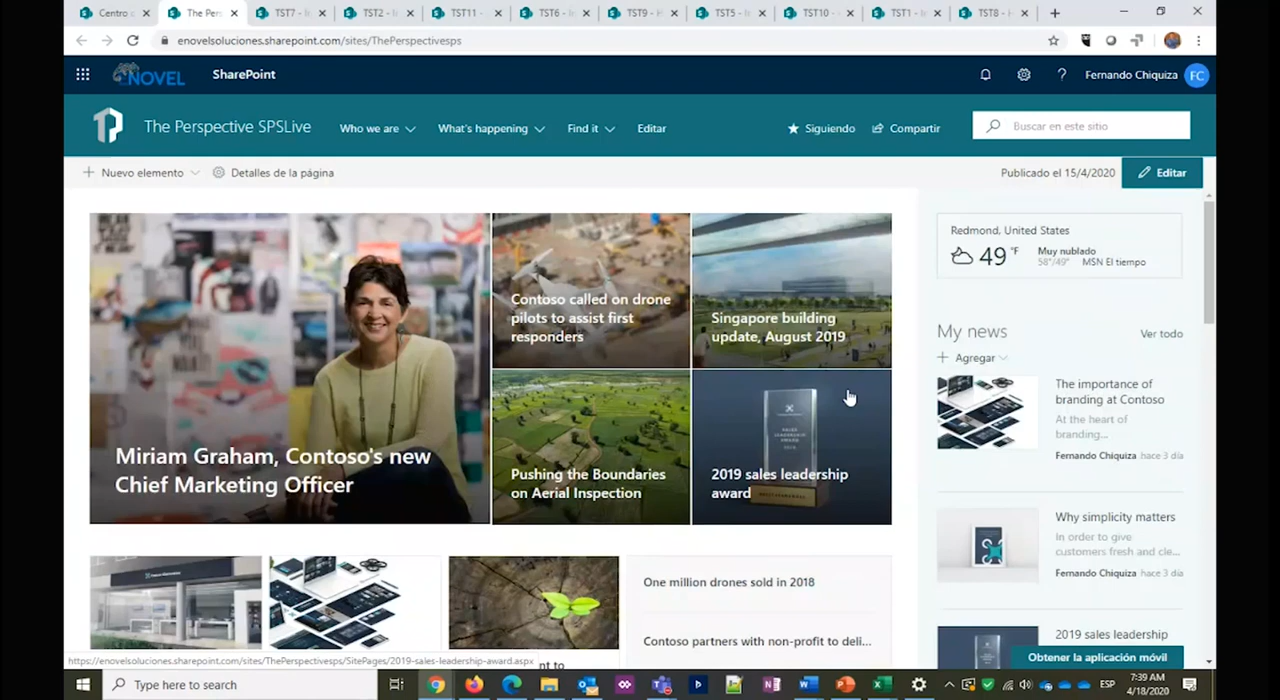 Centro c
The Per
TST7 - I
TST2 - I
TST11 -
TST6 - I
TST9 - H
TST5 - I
TST10 -
TST1 - I
TST8 - H
enovelsoluciones.sharepoint.com/sites/ThePerspectivesps
NOVEL
SharePoint
Fernando Chiquiza
FC
The Perspective SPSLive
Who we are
What's happening
Find it
Editar
Siguiendo
Compartir
Buscar en este sitio
Nuevo elemento
Detalles de la página
Publicado el 15/4/2020
Editar
Miriam Graham, Contoso's new
Chief Marketing Officer
Contoso called on drone
pilots to assist first
responders
Singapore building
update, August 2019
Pushing the Boundaries
on Aerial Inspection
2019 sales leadership
award
Redmond, United States
49 °F
Muy nublado
58°/49°
MSN El tiempo
My news
Ver todo
Agregar
The importance of
branding at Contoso
At the heart of
branding...
Fernando Chiquiza hace 3 día
Why simplicity matters
In order to give
customers fresh and cle...
Fernando Chiquiza hace 3 día
2019 sales leadership
Obtener la aplicación móvil
One million drones sold in 2018
Contoso partners with non-profit to deli...
nt to
https://enovelsoluciones.sharepoint.com/sites/ThePerspectivesps/SitePages/2019-sales-leadership-award.aspx
Type here to search
ESP
7:39 AM
4/18/2020